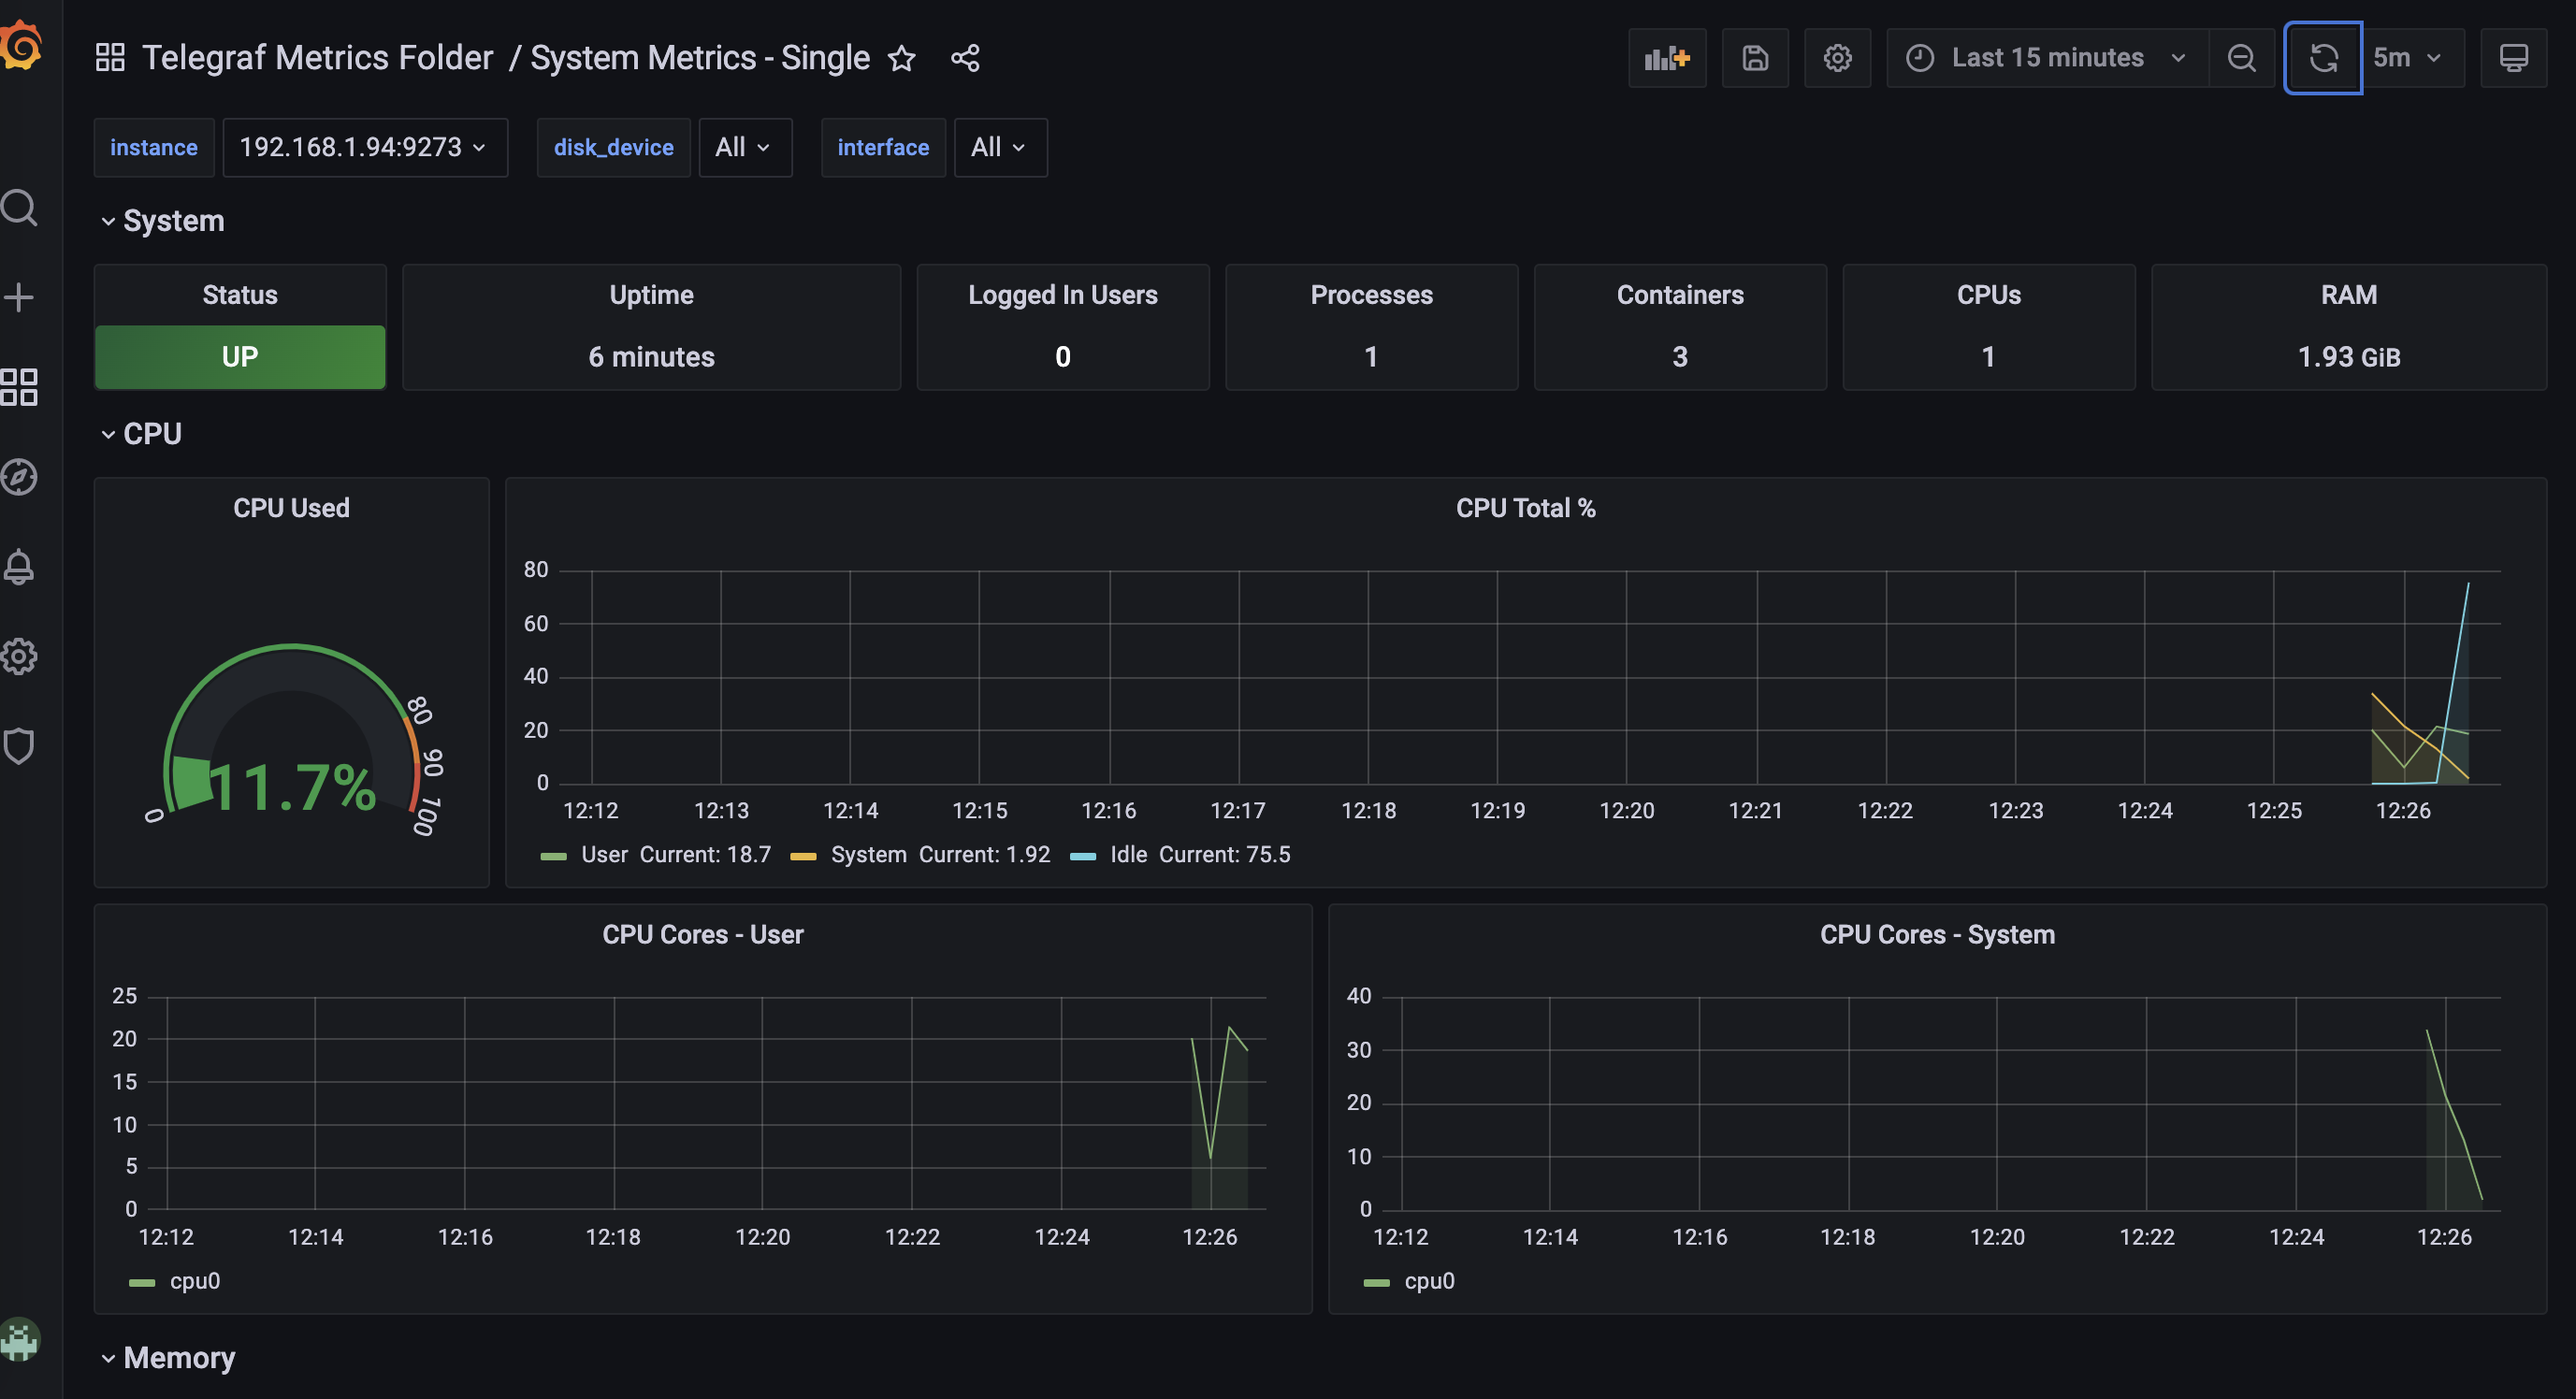 Telegraf Metrics Folder / System Metrics - Single
Last 15 minutes
5m
instance 192.168.1.94:9273 disk_device All interface All
System
Status Uptime Logged In Users Processes Containers CPUs RAM
UP 6 minutes 0 1 3 1 1.93 GiB
CPU
CPU Used
0
80
90
100
11.7%
CPU Total %
80
60
40
20
0
12:12 12:13 12:14 12:15 12:16 12:17 12:18 12:19 12:20 12:21 12:22 12:23 12:24 12:25 12:26
User Current: 18.7 System Current: 1.92 Idle Current: 75.5
CPU Cores - User
25
20
15
10
5
0
12:12 12:14 12:16 12:18 12:20 12:22 12:24 12:26
cpu0
CPU Cores - System
40
30
20
10
0
12:12 12:14 12:16 12:18 12:20 12:22 12:24 12:26
cpu0
Memory